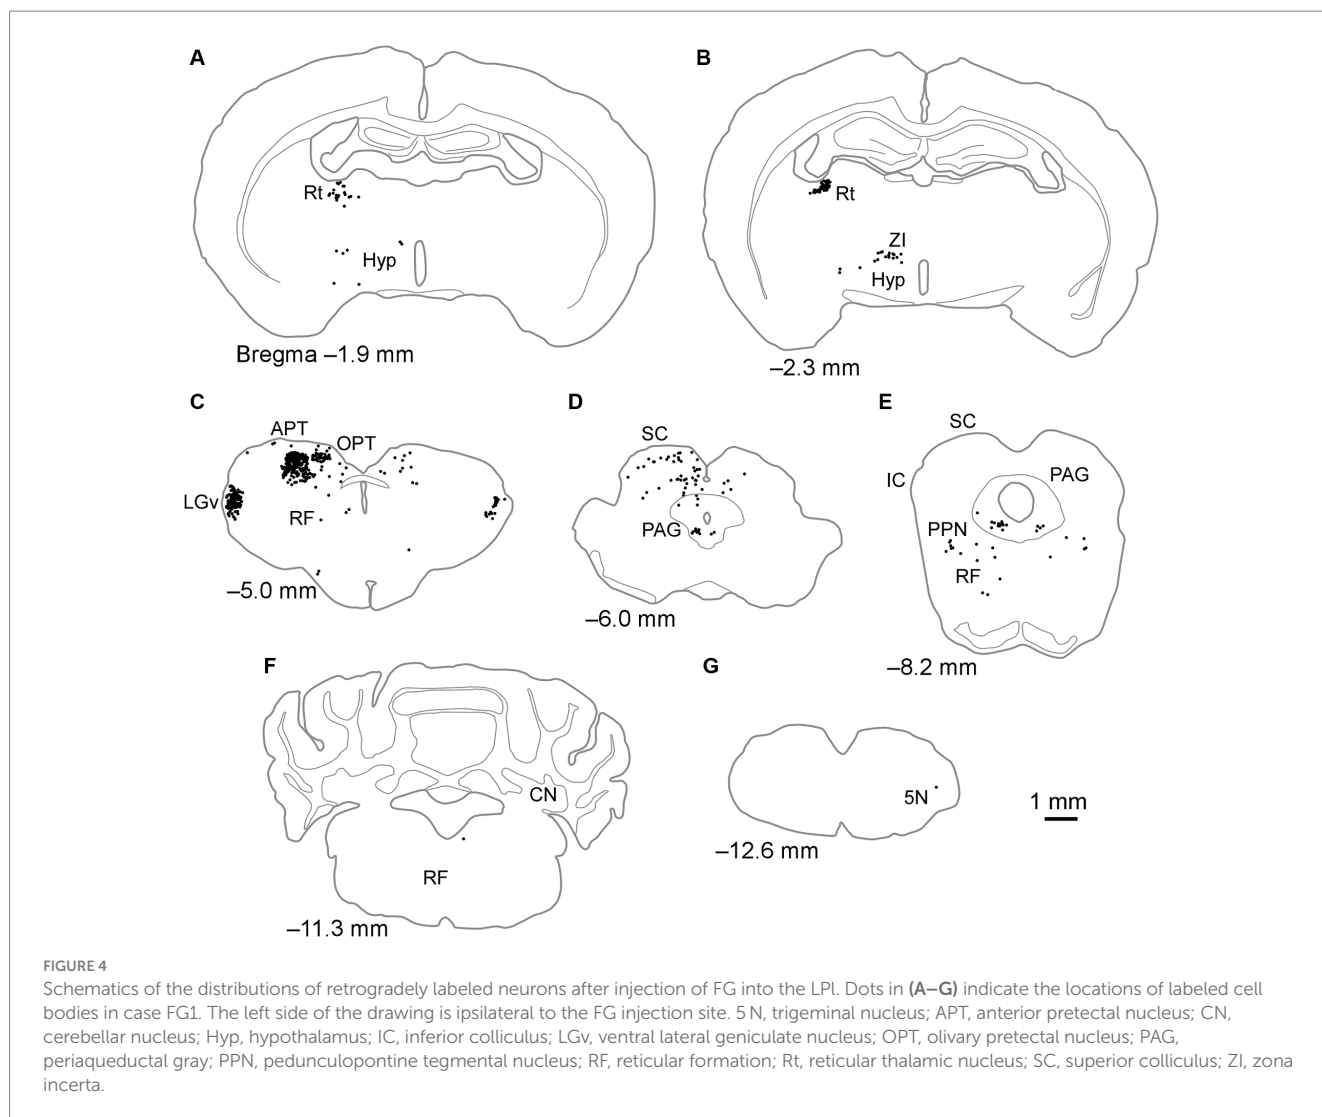 A
B
Rt
Rt
ZI
Hyp
Hyp
Bregma –1.9 mm
–2.3 mm
C
D
E
APT
OPT
SC
SC
IC
PAG
LGv
RF
PAG
PPN
RF
–5.0 mm
–6.0 mm
–8.2 mm
F
G
CN
5N
1 mm
RF
–12.6 mm
–11.3 mm
FIGURE 4
Schematics of the distributions of retrogradely labeled neurons after injection of FG into the LPl. Dots in (A–G) indicate the locations of labeled cell
bodies in case FG1. The left side of the drawing is ipsilateral to the FG injection site. 5 N, trigeminal nucleus; APT, anterior pretectal nucleus; CN,
cerebellar nucleus; Hyp, hypothalamus; IC, inferior colliculus; LGv, ventral lateral geniculate nucleus; OPT, olivary pretectal nucleus; PAG,
periaqueductal gray; PPN, pedunculopontine tegmental nucleus; RF, reticular formation; Rt, reticular thalamic nucleus; SC, superior colliculus; ZI, zona
incerta.